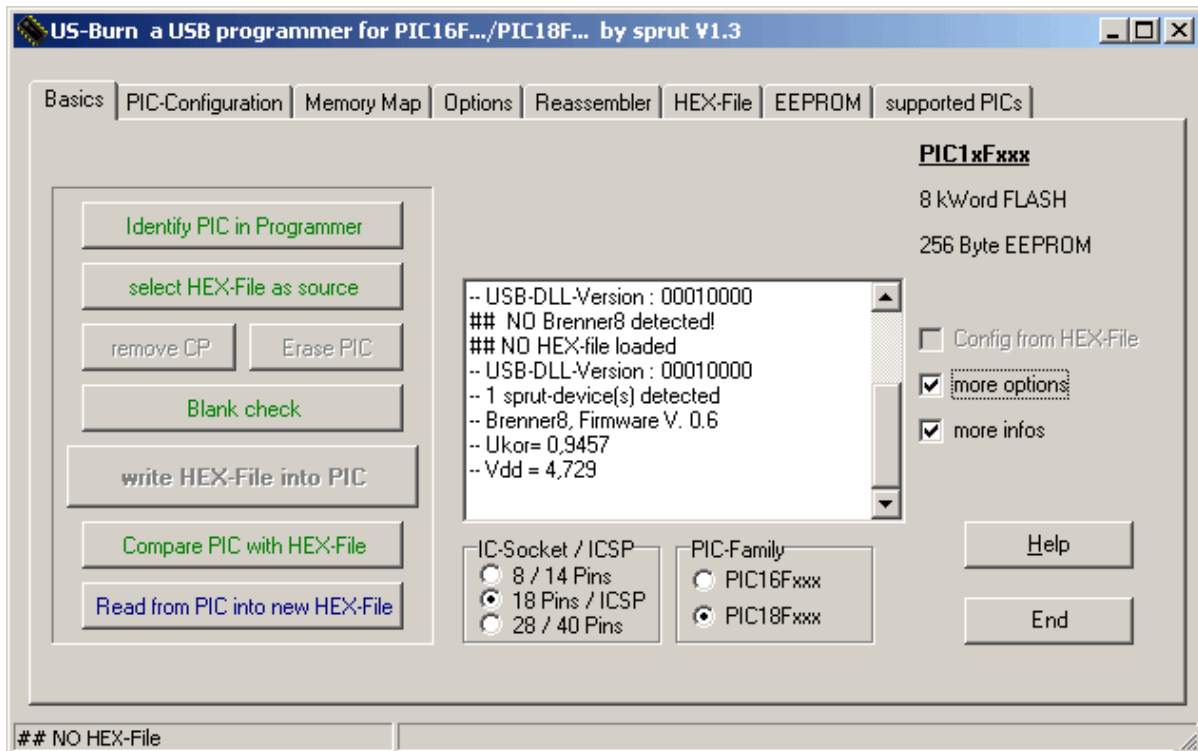 US-Burn a USB programmer for PIC16F.../PIC18F... by sprut V1.3
Basics PIC-Configuration Memory Map Options Reassembler HEX-File EEPROM supported PICs
Identify PIC in Programmer
select HEX-File as source
remove CP Erase PIC
Blank check
write HEX-File into PIC
Compare PIC with HEX-File
Read from PIC into new HEX-File
-- USB-DLL-Version : 00010000
## NO Brenner8 detected!
## NO HEX-file loaded
-- USB-DLL-Version : 00010000
-- 1 sprut-device(s) detected
-- Brenner8, Firmware V. 0.6
-- Ukor= 0,9457
-- Vdd = 4,729
IC-Socket / ICSP
8 / 14 Pins
18 Pins / ICSP
28 / 40 Pins
PIC-Family
PIC16Fxxx
PIC18Fxxx
PIC1xFxxx
8 kWord FLASH
256 Byte EEPROM
Config from HEX-File
more options
more infos
Help
End
## NO HEX-File